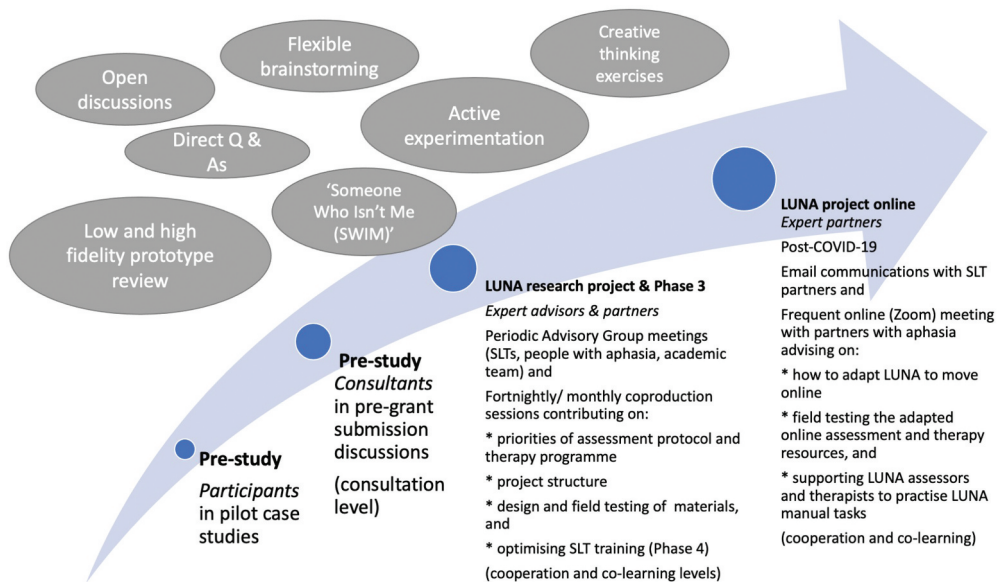 Open
discussions
Flexible
brainstorming
Creative
thinking
exercises
Direct Q &
As
Active
experimentation
'Someone
Who Isn't Me
(SWIM)'
Low and high
fidelity prototype
review
Pre-study
Participants
in pilot case
studies
Pre-study
Consultants
in pre-grant
submission
discussions
(consultation
level)
LUNA research project & Phase 3
Expert advisors & partners
Periodic Advisory Group meetings
(SLTs, people with aphasia, academic
team) and
Fortnightly/ monthly coproduction
sessions contributing on:
* priorities of assessment protocol and
therapy programme
* project structure
* design and field testing of materials,
and
* optimising SLT training (Phase 4)
(cooperation and co-learning levels)
LUNA project online
Expert partners
Post-COVID-19
Email communications with SLT
partners and
Frequent online (Zoom) meeting
with partners with aphasia
advising on:
* how to adapt LUNA to move
online
* field testing the adapted
online assessment and therapy
resources, and
* supporting LUNA assessors
and therapists to practise LUNA
manual tasks
(cooperation and co-learning)